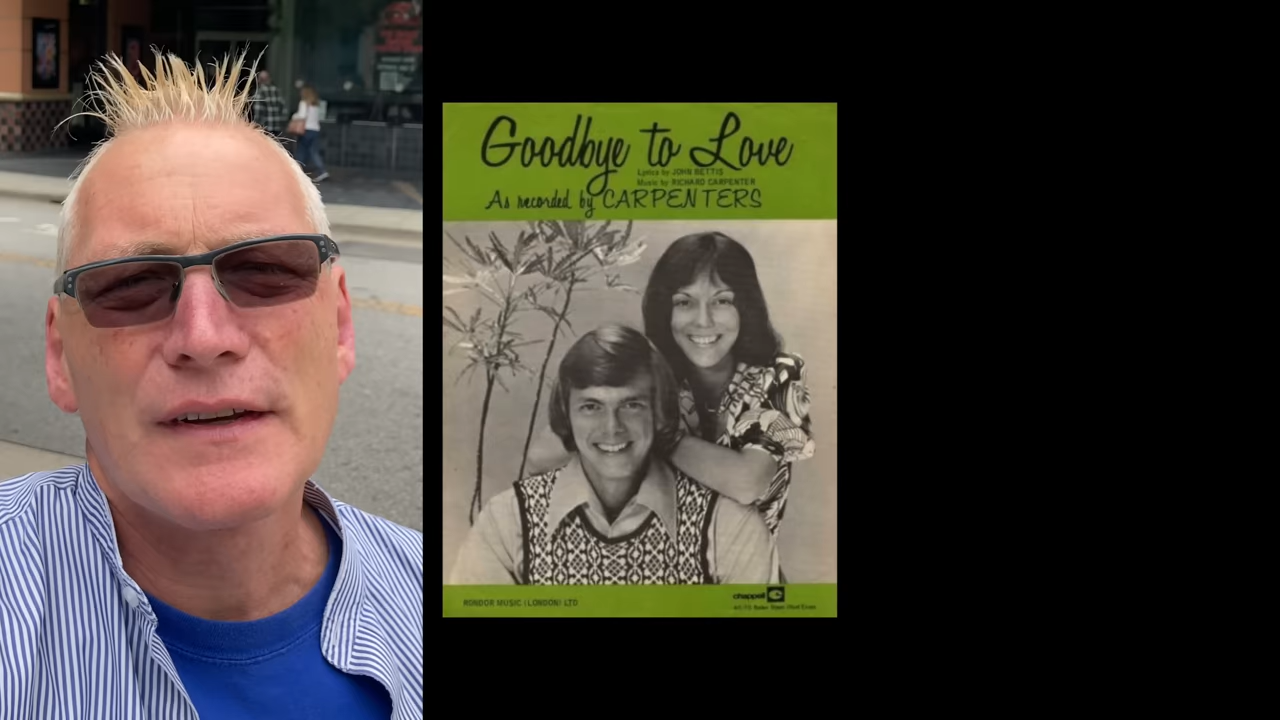 Goodbye to Love
Lyrics by JOHN BETTIS
Music by RICHARD CARPENTER
As recorded by CARPENTERS
RONDOR MUSIC (LONDON) LTD
chappell